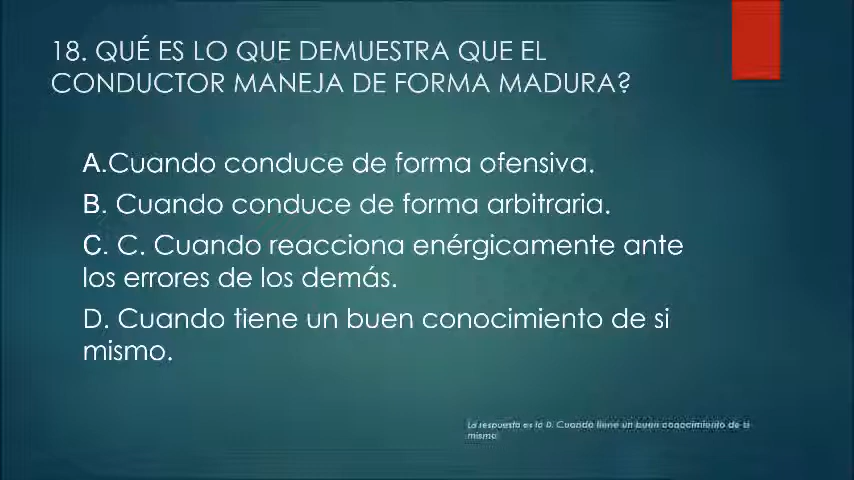 18. QUÉ ES LO QUE DEMUESTRA QUE EL
CONDUCTOR MANEJA DE FORMA MADURA?
A.Cuando conduce de forma ofensiva.
B. Cuando conduce de forma arbitraria.
C. C. Cuando reacciona enérgicamente ante
los errores de los demás.
D. Cuando tiene un buen conocimiento de si
mismo.
La respuesta es la D. Cuando tiene un buen conocimiento de si
mismo